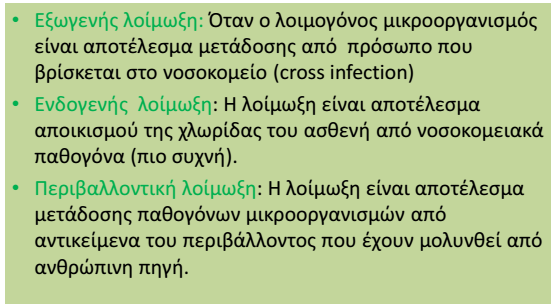 • Εξωγενής λοίμωξη: Όταν ο λοιμογόνος μικροοργανισμός
είναι αποτέλεσμα μετάδοσης από πρόσωπο που
βρίσκεται στο νοσοκομείο (cross infection)
• Ενδογενής λοίμωξη: Η λοίμωξη είναι αποτέλεσμα
αποικισμού της χλωρίδας του ασθενή από νοσοκομειακά
παθογόνα (πιο συχνή).
• Περιβαλλοντική λοίμωξη: Η λοίμωξη είναι αποτέλεσμα
μετάδοσης παθογόνων μικροοργανισμών από
αντικείμενα του περιβάλλοντος που έχουν μολυνθεί από
ανθρώπινη πηγή.